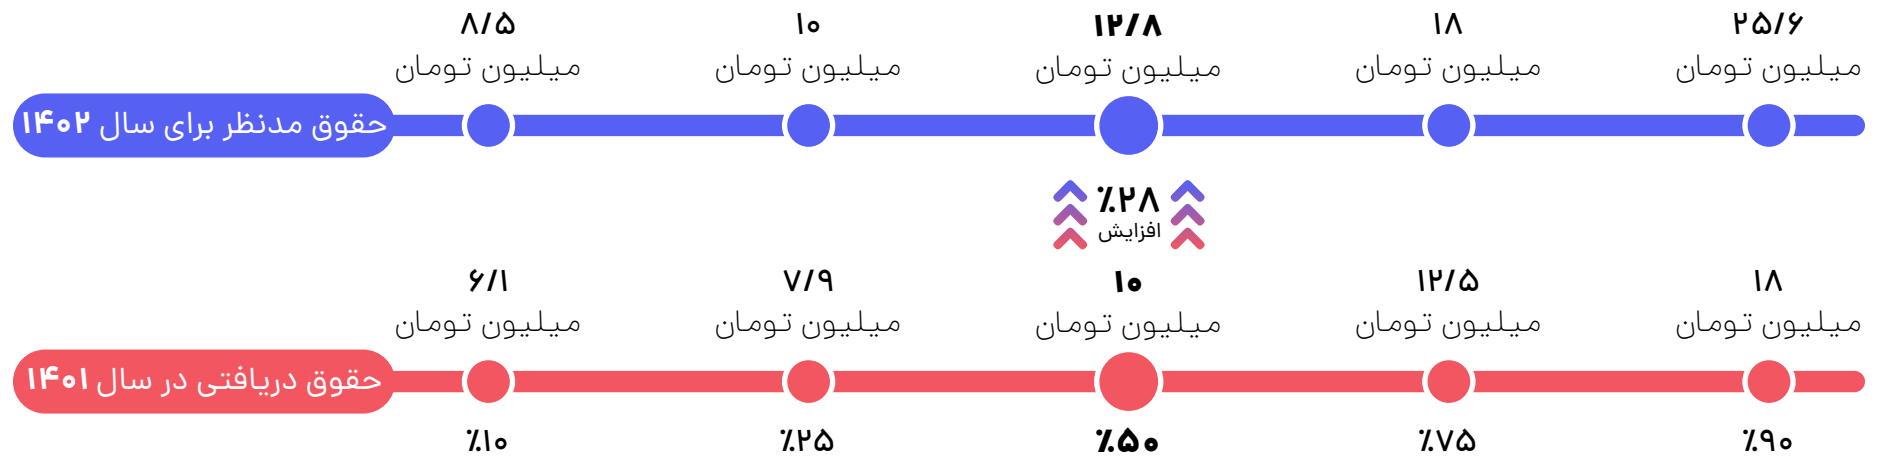 ۸/۵
میلیون تومان
۱۰
میلیون تومان
۱۲/۸
میلیون تومان
۱۸
میلیون تومان
۲۵/۶
میلیون تومان
حقوق مدنظر برای سال ۱۴۰۲
٪۲۸
افزایش
۶/۱
میلیون تومان
۷/۹
میلیون تومان
۱۰
میلیون تومان
۱۲/۵
میلیون تومان
۱۸
میلیون تومان
حقوق دریافتی در سال ۱۴۰۱
٪۱۰
٪۲۵
٪۵۰
٪۷۵
٪۹۰